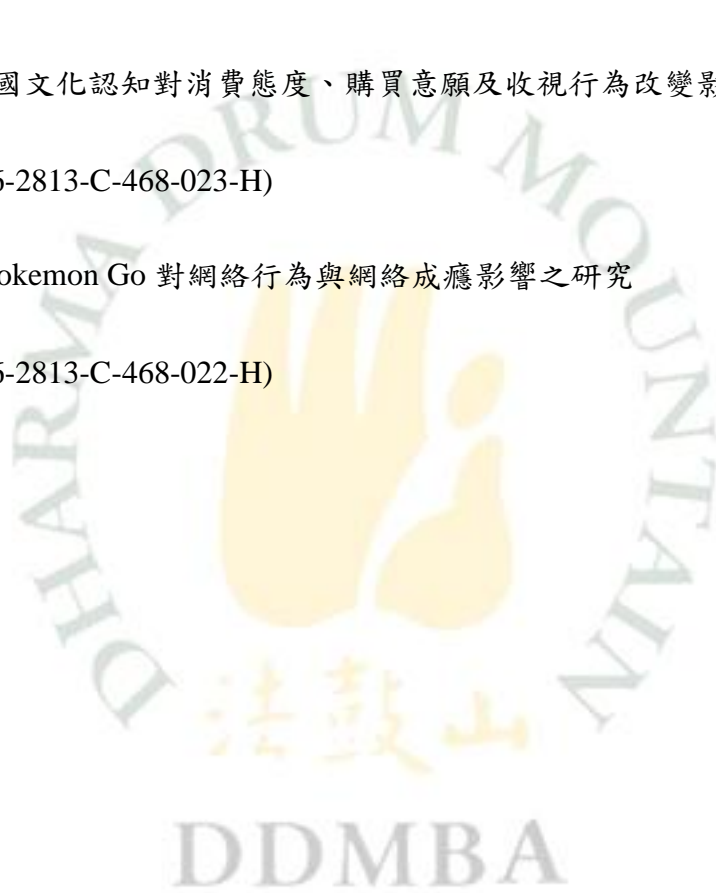 國文化認知對消費態度、購買意願及收視行為改變影
6-2813-C-468-023-H)
okemon Go 對網絡行為與網絡成癮影響之研究
6-2813-C-468-022-H)
DHARMA DRUM MOUNTAIN
法鼓山
DDMBA